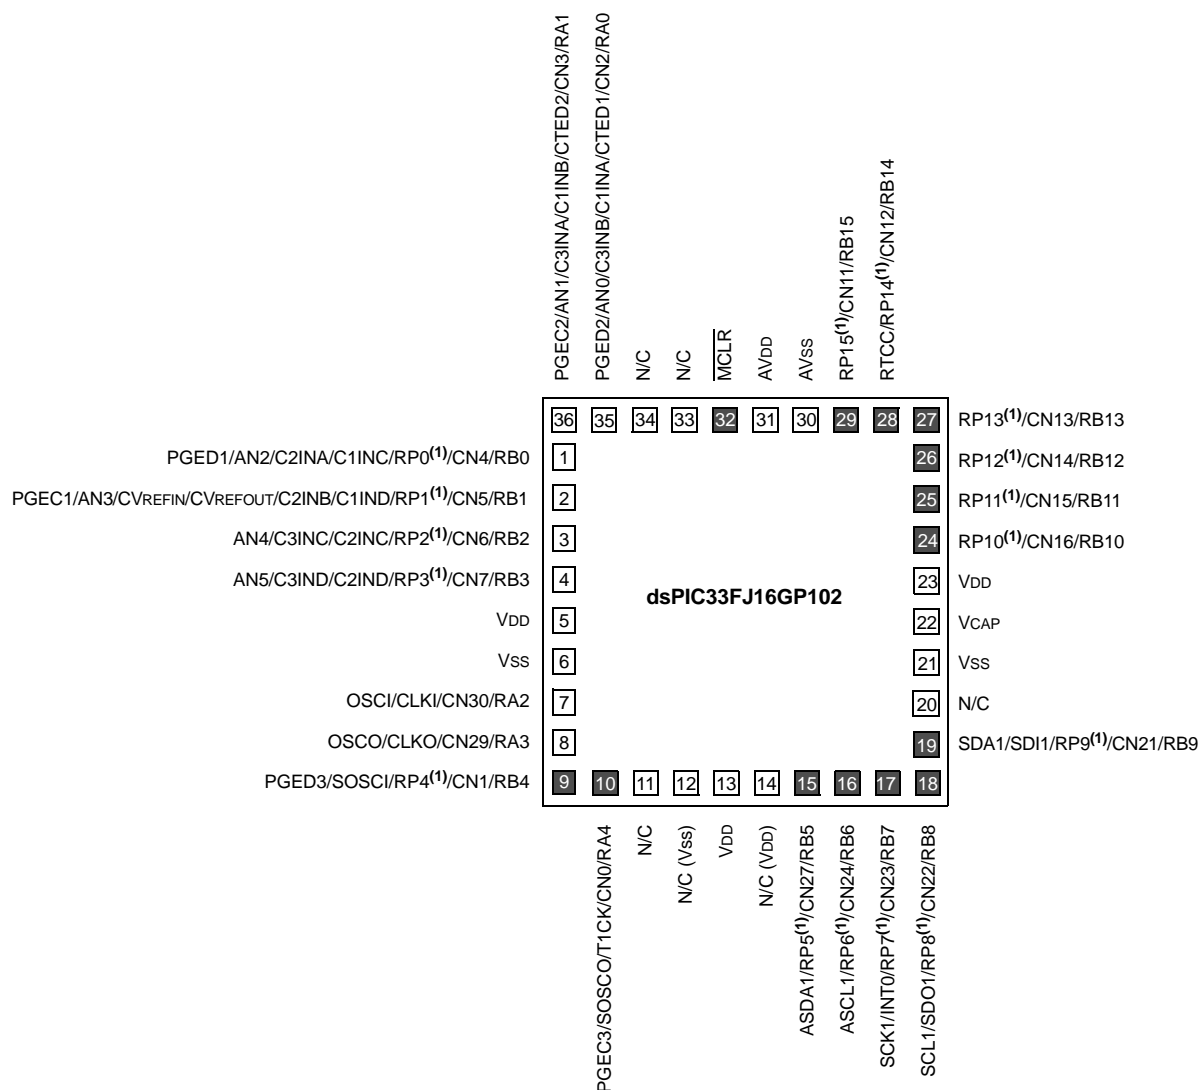 PGEC2/AN1/C3INA/C1INB/CTED2/CN3/RA1
PGED2/AN0/C3INB/C1INA/CTED1/CN2/RA0
N/C
N/C
MCLR
AVDD
AVSS
RP15(1)/CN11/RB15
RTCC/RP14(1)/CN12/RB14
36 35 34 33 32 31 30 29 28 27 RP13(1)/CN13/RB13
PGED1/AN2/C2INA/C1INC/RP0(1)/CN4/RB0 1 26 RP12(1)/CN14/RB12
PGEC1/AN3/CVREFIN/CVREFOUT/C2INB/C1IND/RP1(1)/CN5/RB1 2 25 RP11(1)/CN15/RB11
AN4/C3INC/C2INC/RP2(1)/CN6/RB2 3 24 RP10(1)/CN16/RB10
AN5/C3IND/C2IND/RP3(1)/CN7/RB3 4 23 VDD
dsPIC33FJ16GP102
VDD 5 22 VCAP
VSS 6 21 VSS
OSCI/CLKI/CN30/RA2 7 20 N/C
OSCO/CLKO/CN29/RA3 8 19 SDA1/SDI1/RP9(1)/CN21/RB9
PGED3/SOSCI/RP4(1)/CN1/RB4 9 10 11 12 13 14 15 16 17 18
PGEC3/SOSCO/T1CK/CN0/RA4
N/C
N/C (Vss)
VDD
N/C (VDD)
ASDA1/RP5(1)/CN27/RB5
ASCL1/RP6(1)/CN24/RB6
SCK1/INT0/RP7(1)/CN23/RB7
SCL1/SDO1/RP8(1)/CN22/RB8